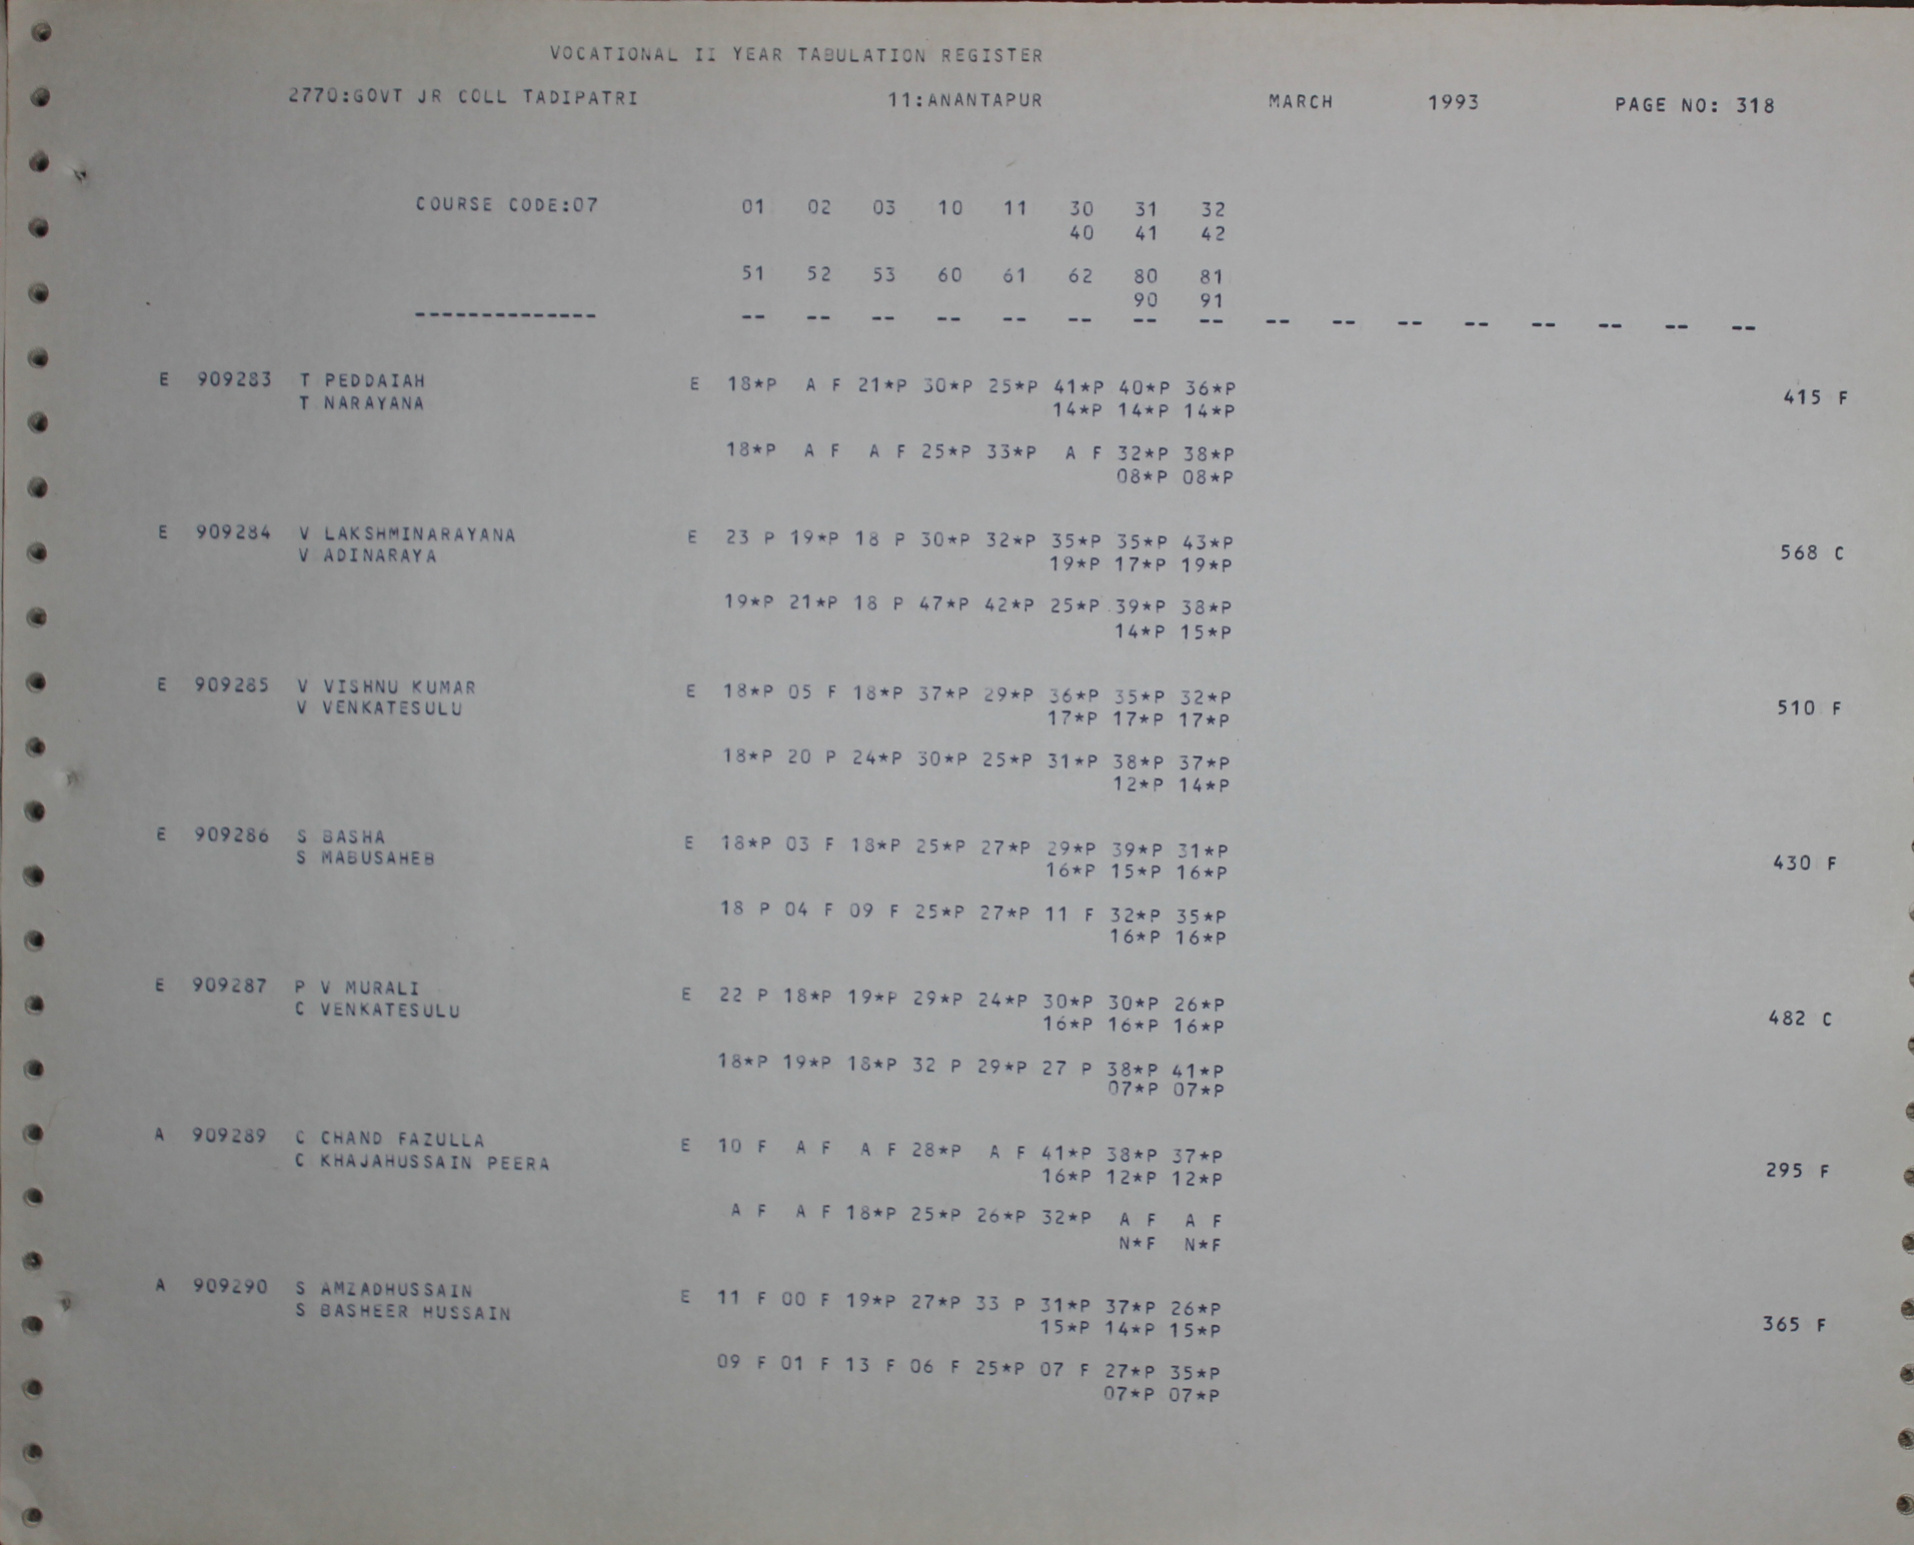 VOCATIONAL II YEAR TABULATION REGISTER
2770:GOVT JR COLL TADIPATRI 11:ANANTAPUR MARCH 1993 PAGE NO: 318
COURSE CODE:07 01 02 03 10 11 30 31 32
40 41 42
51 52 53 60 61 62 80 81
90 91
-------------- -- -- -- -- -- -- -- -- -- -- -- -- -- -- -- --
E 909283 T PEDDAIAH E 18*P A F 21*P 30*P 25*P 41*P 40*P 36*P 415 F
T NARAYANA 14*P 14*P 14*P
18*P A F A F 25*P 33*P A F 32*P 38*P
08*P 08*P
E 909284 V LAKSHMINARAYANA E 23 P 19*P 18 P 30*P 32*P 35*P 35*P 43*P 568 C
V ADINARAYA 19*P 17*P 19*P
19*P 21*P 18 P 47*P 42*P 25*P 39*P 38*P
14*P 15*P
E 909285 V VISHNU KUMAR E 18*P 05 F 18*P 37*P 29*P 36*P 35*P 32*P 510 F
V VENKATESULU 17*P 17*P 17*P
18*P 20 P 24*P 30*P 25*P 31*P 38*P 37*P
12*P 14*P
E 909286 S BASHA E 18*P 03 F 18*P 25*P 27*P 29*P 39*P 31*P 430 F
S MABUSAHEB 16*P 15*P 16*P
18 P 04 F 09 F 25*P 27*P 11 F 32*P 35*P
16*P 16*P
E 909287 P V MURALI E 22 P 18*P 19*P 29*P 24*P 30*P 30*P 26*P 482 C
C VENKATESULU 16*P 16*P 16*P
18*P 19*P 18*P 32 P 29*P 27 P 38*P 41*P
07*P 07*P
A 909289 C CHAND FAZULLA E 10 F A F A F 28*P A F 41*P 38*P 37*P 295 F
C KHAJAHUSSAIN PEERA 16*P 12*P 12*P
A F A F 18*P 25*P 26*P 32*P A F A F
N*F N*F
A 909290 S AMZADHUSSAIN E 11 F 00 F 19*P 27*P 33 P 31*P 37*P 26*P 365 F
S BASHEER HUSSAIN 15*P 14*P 15*P
09 F 01 F 13 F 06 F 25*P 07 F 27*P 35*P
07*P 07*P